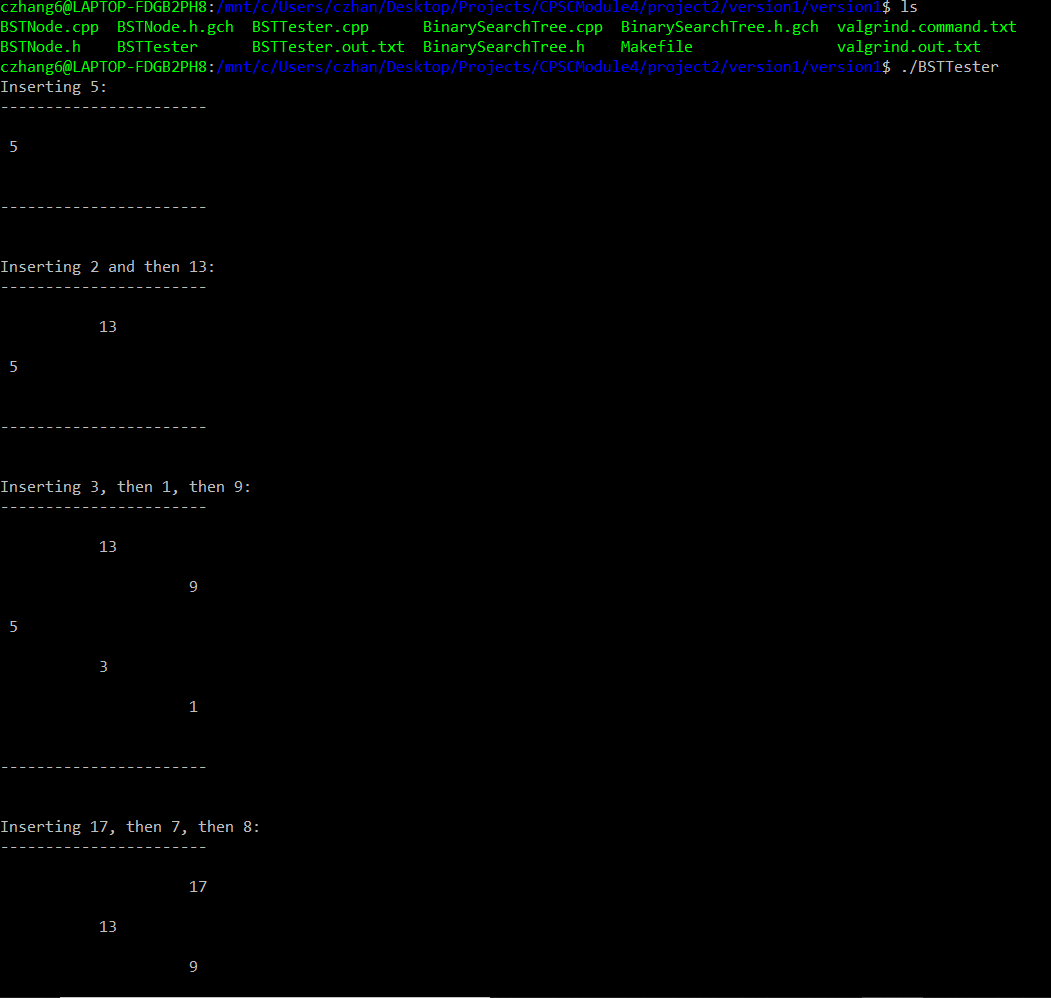 czhang6@LAPTOP-FDGB2PH8:/mnt/c/Users/czhan/Desktop/Projects/CPSCModule4/project2/version1/version1$ ls
BSTNode.cpp  BSTNode.h.gch  BSTTester.cpp      BinarySearchTree.cpp  BinarySearchTree.h.gch  valgrind.command.txt
BSTNode.h    BSTTester      BSTTester.out.txt  BinarySearchTree.h    Makefile                valgrind.out.txt
czhang6@LAPTOP-FDGB2PH8:/mnt/c/Users/czhan/Desktop/Projects/CPSCModule4/project2/version1/version1$ ./BSTTester
Inserting 5:
-----------------------
 5
-----------------------
Inserting 2 and then 13:
-----------------------
           13
 5
-----------------------
Inserting 3, then 1, then 9:
-----------------------
           13
                     9
 5
           3
                     1
-----------------------
Inserting 17, then 7, then 8:
-----------------------
                     17
           13
                     9